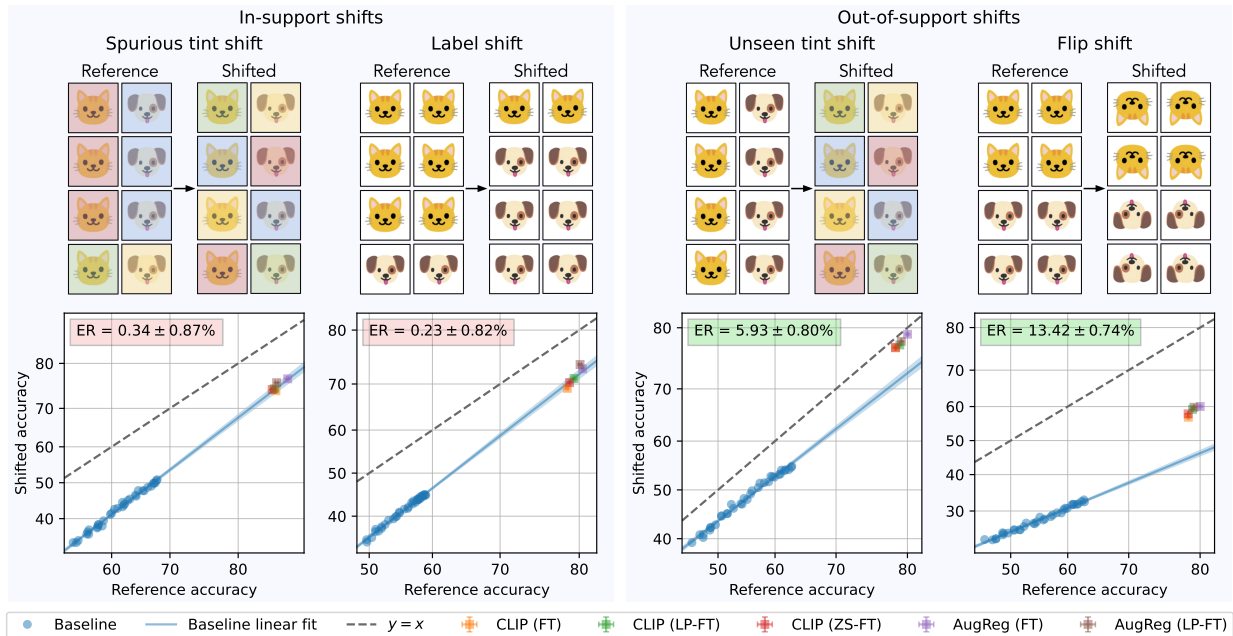 In-support shifts
Out-of-support shifts
Spurious tint shift
Label shift
Unseen tint shift
Flip shift
Reference
Shifted
Reference
Shifted
Reference
Shifted
Reference
Shifted
ER = 0.34 ± 0.87%
Shifted accuracy
80
70
60
50
40
60
70
80
Reference accuracy
ER = 0.23 ± 0.82%
80
70
60
50
40
50
60
70
80
Reference accuracy
ER = 5.93 ± 0.80%
Shifted accuracy
80
70
60
50
40
50
60
70
80
Reference accuracy
ER = 13.42 ± 0.74%
80
70
60
50
40
30
50
60
70
80
Reference accuracy
Baseline
Baseline linear fit
y = x
CLIP (FT)
CLIP (LP-FT)
CLIP (ZS-FT)
AugReg (FT)
AugReg (LP-FT)